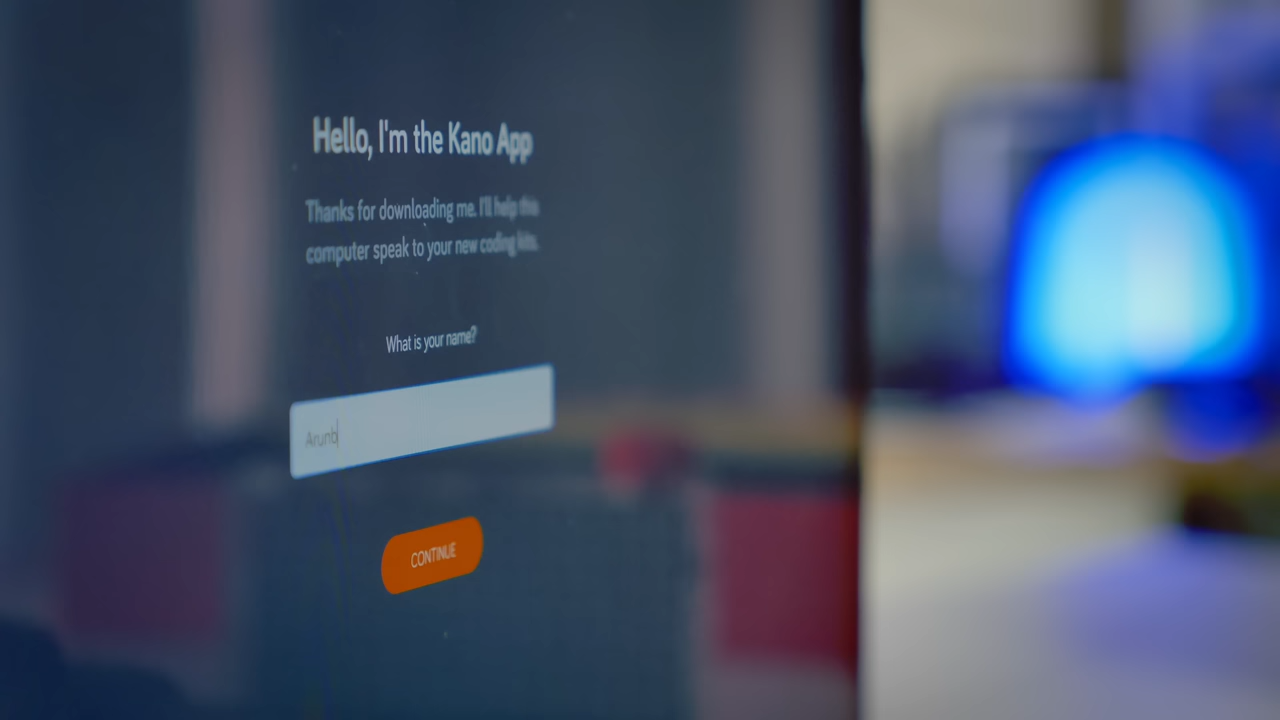 Hello, I'm the Kano App
Thanks for downloading me. I'll help this
computer speak to your new coding kits.
What is your name?
Arunb
CONTINUE